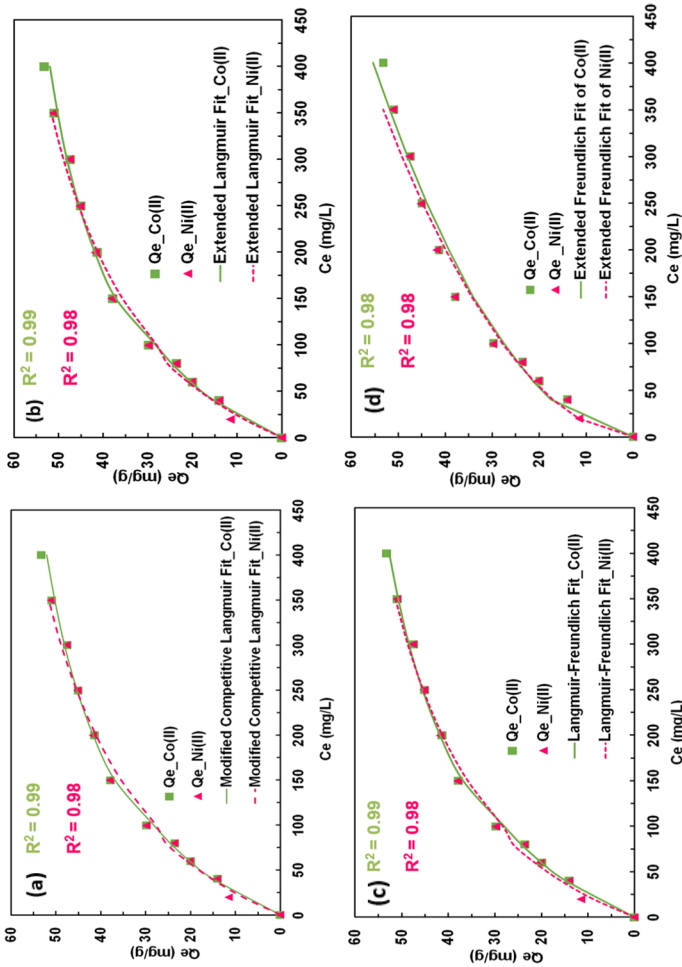 (a)
R² = 0.99
R² = 0.98
Qe_Co(II)
Qe_Ni(II)
Modified Competitive Langmuir Fit_Co(II)
Modified Competitive Langmuir Fit_Ni(II)
60
50
40
30
20
10
0
Qe (mg/g)
0 50 100 150 200 250 300 350 400 450
Ce (mg/L)
(b)
R² = 0.99
R² = 0.98
Qe_Co(II)
Qe_Ni(II)
Extended Langmuir Fit_Co(II)
Extended Langmuir Fit_Ni(II)
60
50
40
30
20
10
0
Qe (mg/g)
0 50 100 150 200 250 300 350 400 450
Ce (mg/L)
(c)
R² = 0.99
R² = 0.98
Qe_Co(II)
Qe_Ni(II)
Langmuir-Freundlich Fit_Co(II)
Langmuir-Freundlich Fit_Ni(II)
60
50
40
30
20
10
0
Qe (mg/g)
0 50 100 150 200 250 300 350 400 450
Ce (mg/L)
(d)
R² = 0.98
R² = 0.98
Qe_Co(II)
Qe_Ni(II)
Extended Freundlich Fit of Co(II)
Extended Freundlich Fit of Ni(II)
60
50
40
30
20
10
0
Qe (mg/g)
0 50 100 150 200 250 300 350 400 450
Ce (mg/L)